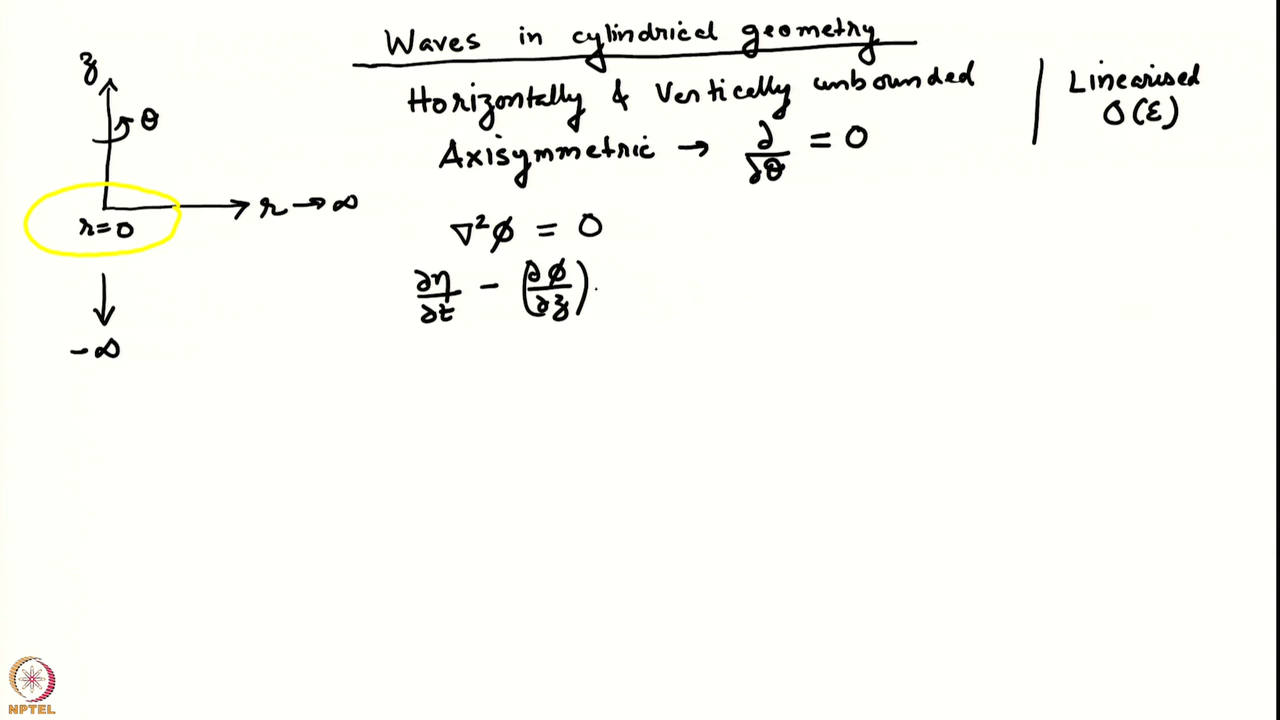 Waves in cylindrical geometry
Horizontally & Vertically unbounded
Linearised
O(ε)
Axisymmetric → ∂/∂θ = 0
z
θ
r → ∞
r=0
-∞
∇²φ = 0
∂η/∂t - (∂φ/∂z)
NPTEL